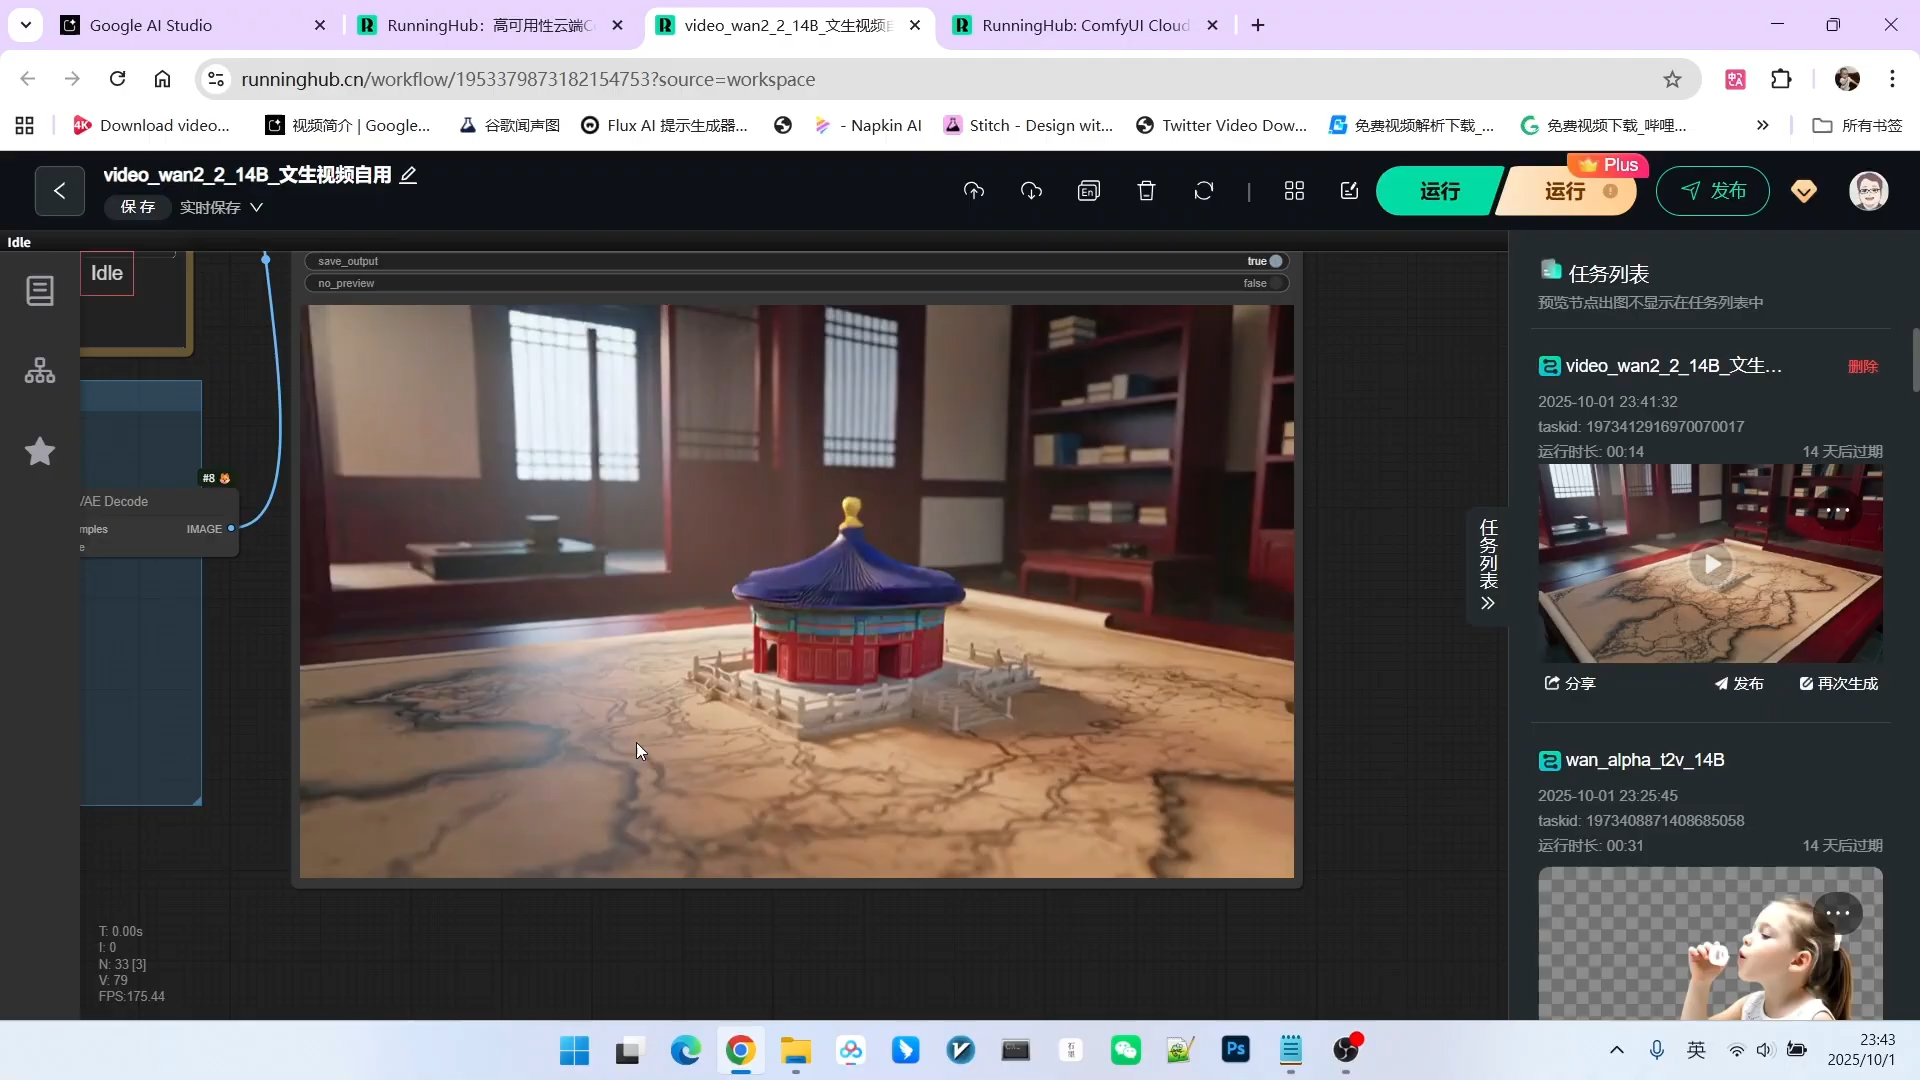 Google AI Studio
RunningHub：高可用性云端C
video_wan2_2_14B_文生视频自
RunningHub: ComfyUI Cloud
runninghub.cn/workflow/1953379873182154753?source=workspace
Download video...
视频简介 | Google...
谷歌闻声图
Flux AI 提示生成器...
- Napkin AI
Stitch - Design wit...
Twitter Video Dow...
免费视频解析下载_...
免费视频下载_哔哩...
所有书签
video_wan2_2_14B_文生视频自用
保存
实时保存
En
运行
运行
Plus
发布
Idle
Idle
save_output
true
no_preview
false
#8
VAE Decode
mples
IMAGE
e
T: 0.00s
I: 0
N: 33 [3]
V: 79
FPS:175.44
任务列表
任务列表
预览节点出图不显示在任务列表中
video_wan2_2_14B_文生...
删除
2025-10-01 23:41:32
taskid: 1973412916970070017
运行时长: 00:14
14 天后过期
分享
发布
再次生成
wan_alpha_t2v_14B
2025-10-01 23:25:45
taskid: 1973408871408685058
运行时长: 00:31
14 天后过期
Ps
英
23:43
2025/10/1